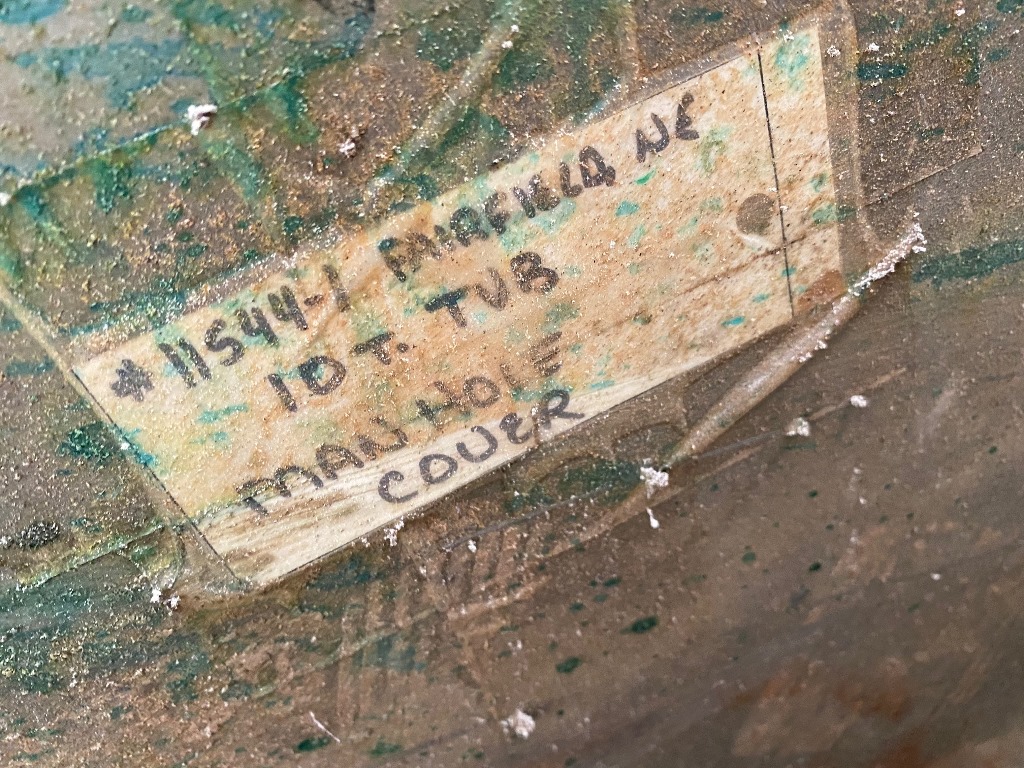 #11544-1 FAIRFIELD NE
10 T. TUB
MAN HOLE
COVER